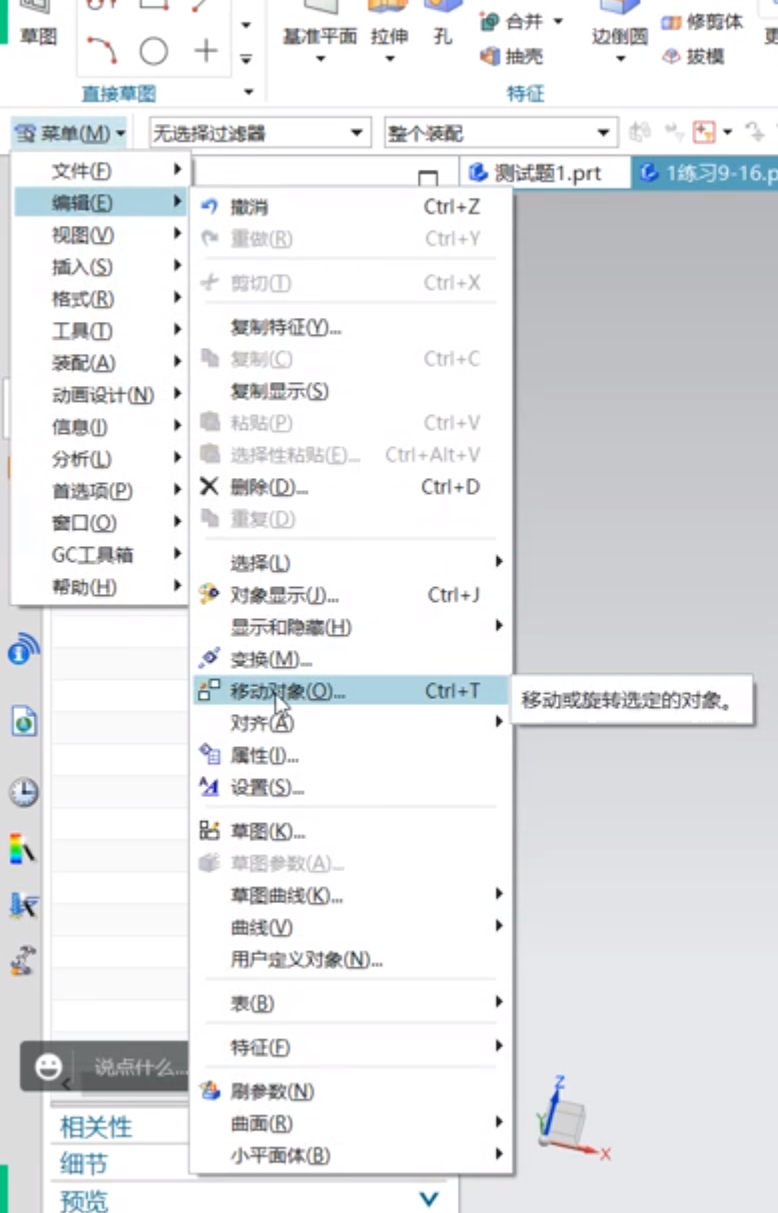 草图
基准平面 拉伸 孔 合并 边倒圆 修剪体
抽壳 拔模
直接草图 特征
菜单(M) 无选择过滤器 整个装配
测试题1.prt 1练习9-16.p
文件(F)
编辑(E)
视图(V)
插入(S)
格式(R)
工具(T)
装配(A)
动画设计(N)
信息(I)
分析(L)
首选项(P)
窗口(O)
GC工具箱
帮助(H)
撤消 Ctrl+Z
重做(R) Ctrl+Y
剪切(T) Ctrl+X
复制特征(Y)...
复制(C) Ctrl+C
复制显示(S)
粘贴(P) Ctrl+V
选择性粘贴(E)... Ctrl+Alt+V
删除(D)... Ctrl+D
重复(D)
选择(L)
对象显示(J)... Ctrl+J
显示和隐藏(H)
变换(M)...
移动对象(O)... Ctrl+T
移动或旋转选定的对象。
对齐(A)
属性(I)...
设置(S)...
草图(K)...
草图参数(A)...
草图曲线(K)...
曲线(V)
用户定义对象(N)...
表(B)
特征(F)
刷参数(N)
曲面(R)
小平面体(B)
说点什么...
相关性
细节
预览
Z
Y
X